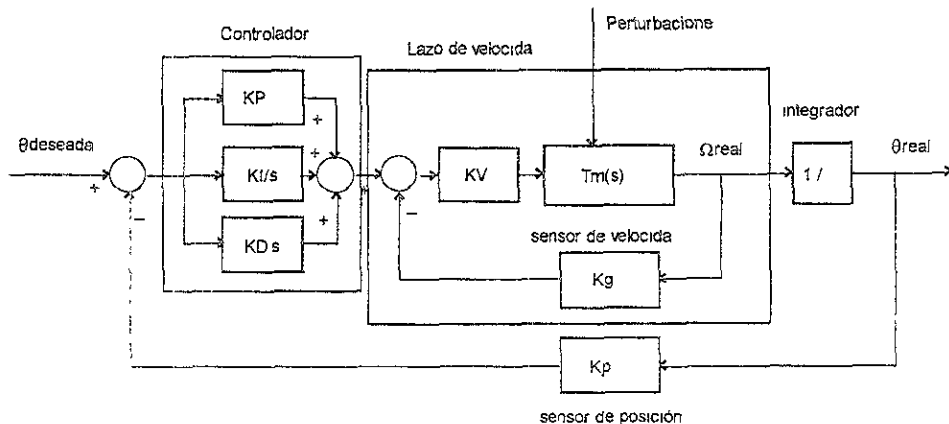 Controlador
Lazo de velocida
Perturbacione
KP
integrador
θdeseada
+
+
KI/s
+
KV
Tm(s)
Ωreal
1 /
θreal
+
−
−
KD s
sensor de velocida
Kg
Kp
sensor de posición